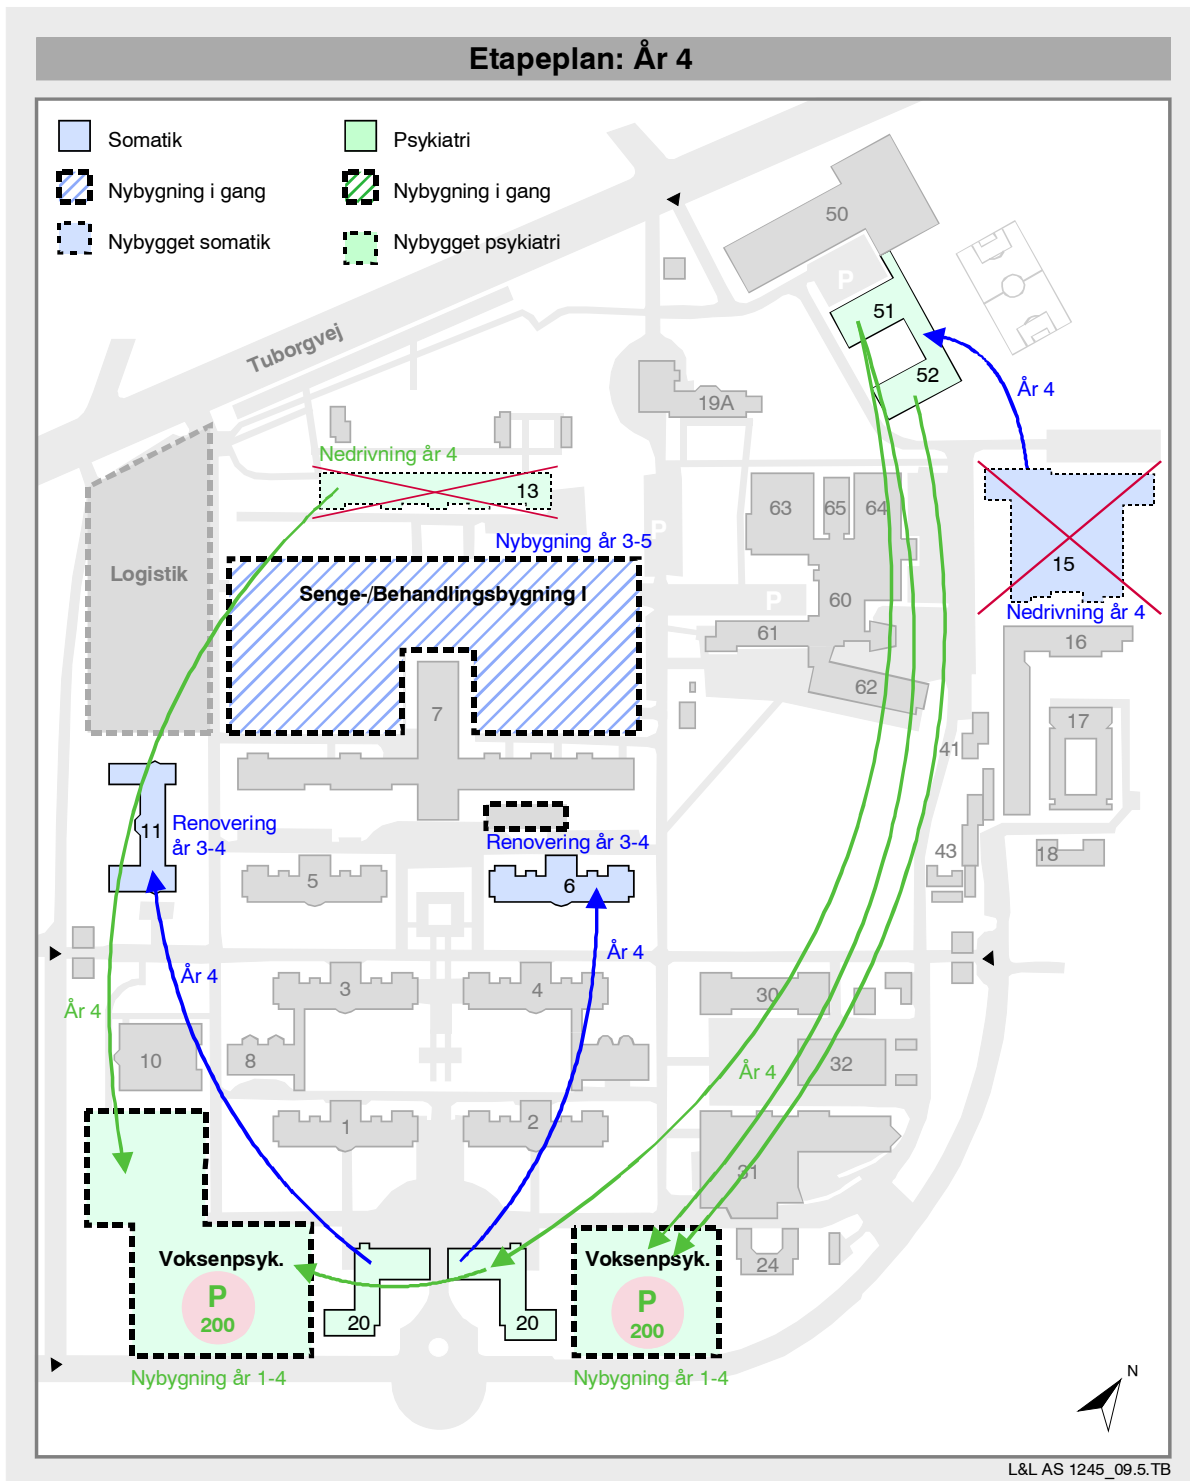 Etapeplan: År 4
Somatik
Psykiatri
Nybygning i gang
Nybygning i gang
Nybygget somatik
Nybygget psykiatri
50
P
51
52
År 4
Tuborgvej
19A
Nedrivning år 4
13
Nybygning år 3-5
P
63
65
64
15
Nedrivning år 4
Logistik
Senge-/Behandlingsbygning I
P
60
61
16
62
7
17
41
11
Renovering
år 3-4
Renovering år 3-4
43
18
5
6
År 4
År 4
År 4
3
4
30
10
8
År 4
32
1
2
31
Voksenpsyk.
P
200
Voksenpsyk.
P
200
24
20
20
Nybygning år 1-4
Nybygning år 1-4
N
L&L AS 1245_09.5.TB